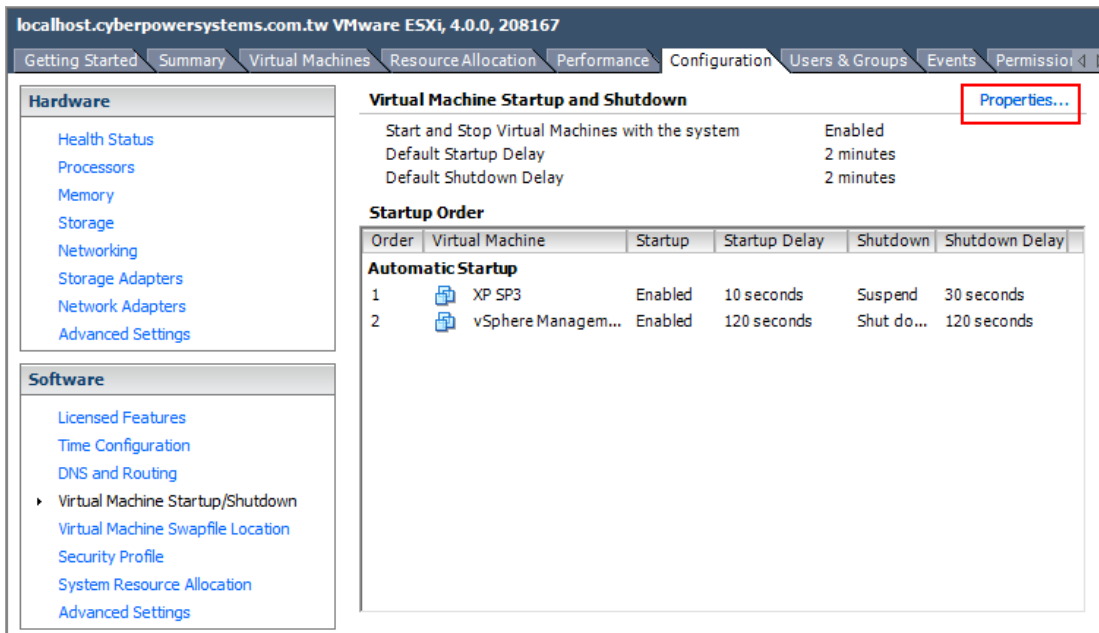 localhost.cyberpowersystems.com.tw VMware ESXi, 4.0.0, 208167
Getting Started Summary Virtual Machines Resource Allocation Performance Configuration Users & Groups Events Permission
Hardware
Health Status
Processors
Memory
Storage
Networking
Storage Adapters
Network Adapters
Advanced Settings
Software
Licensed Features
Time Configuration
DNS and Routing
Virtual Machine Startup/Shutdown
Virtual Machine Swapfile Location
Security Profile
System Resource Allocation
Advanced Settings
Virtual Machine Startup and Shutdown Properties...
Start and Stop Virtual Machines with the system Enabled
Default Startup Delay 2 minutes
Default Shutdown Delay 2 minutes
Startup Order
Order Virtual Machine Startup Startup Delay Shutdown Shutdown Delay
Automatic Startup
1 XP SP3 Enabled 10 seconds Suspend 30 seconds
2 vSphere Managem... Enabled 120 seconds Shut do... 120 seconds